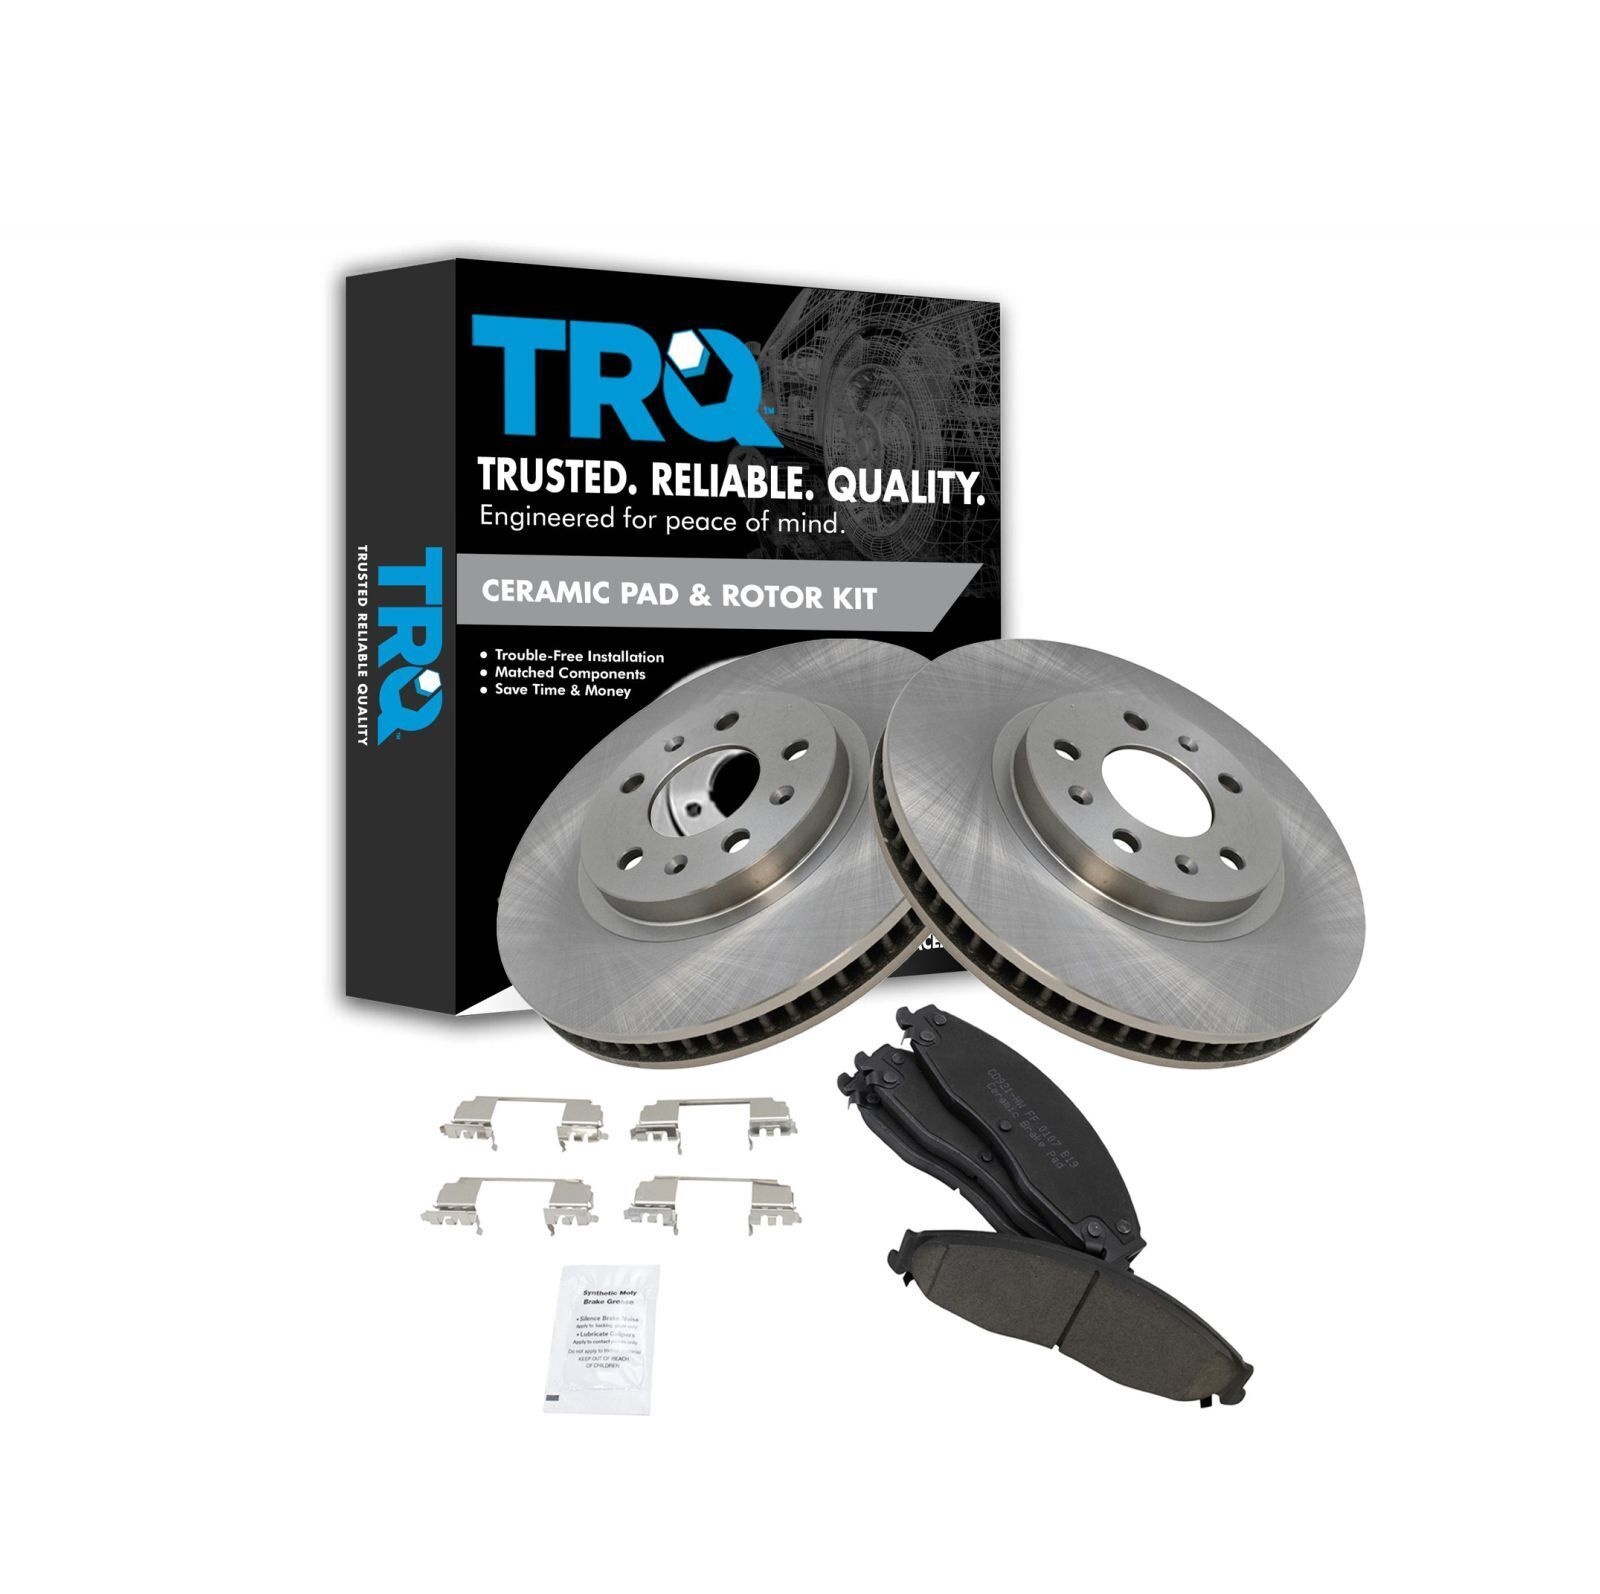 TRQ™
TRUSTED. RELIABLE. QUALITY.
Engineered for peace of mind.
CERAMIC PAD & ROTOR KIT
• Trouble-Free Installation
• Matched Components
• Save Time & Money
TRQ™
TRUSTED RELIABLE QUALITY
CD921-HW FF 0107 B19
Ceramic Brake Pad
Synthetic Moly
Brake Grease
• Silence Brake Noise
Apply to backing plate only
• Lubricate Calipers
Apply to contact points only
Do not apply to friction material
KEEP OUT OF REACH
OF CHILDREN